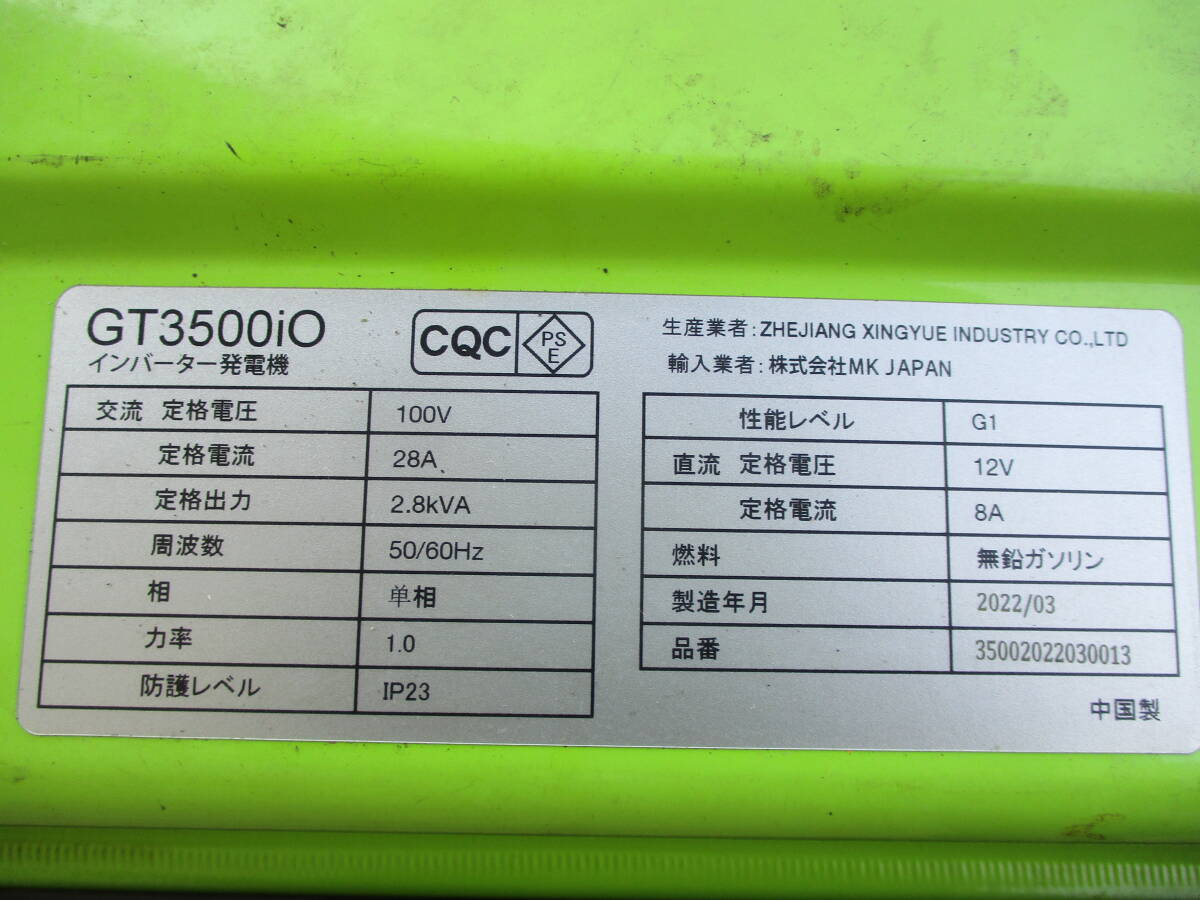 GT3500iO
インバーター発電機
CQC
PS
E
生産業者：ZHEJIANG XINGYUE INDUSTRY CO.,LTD
輸入業者：株式会社MK JAPAN
交流 定格電圧 100V
定格電流 28A
定格出力 2.8kVA
周波数 50/60Hz
相 单相
力率 1.0
防護レベル IP23
性能レベル G1
直流 定格電圧 12V
定格電流 8A
燃料 無鉛ガソリン
製造年月 2022/03
品番 35002022030013
中国製